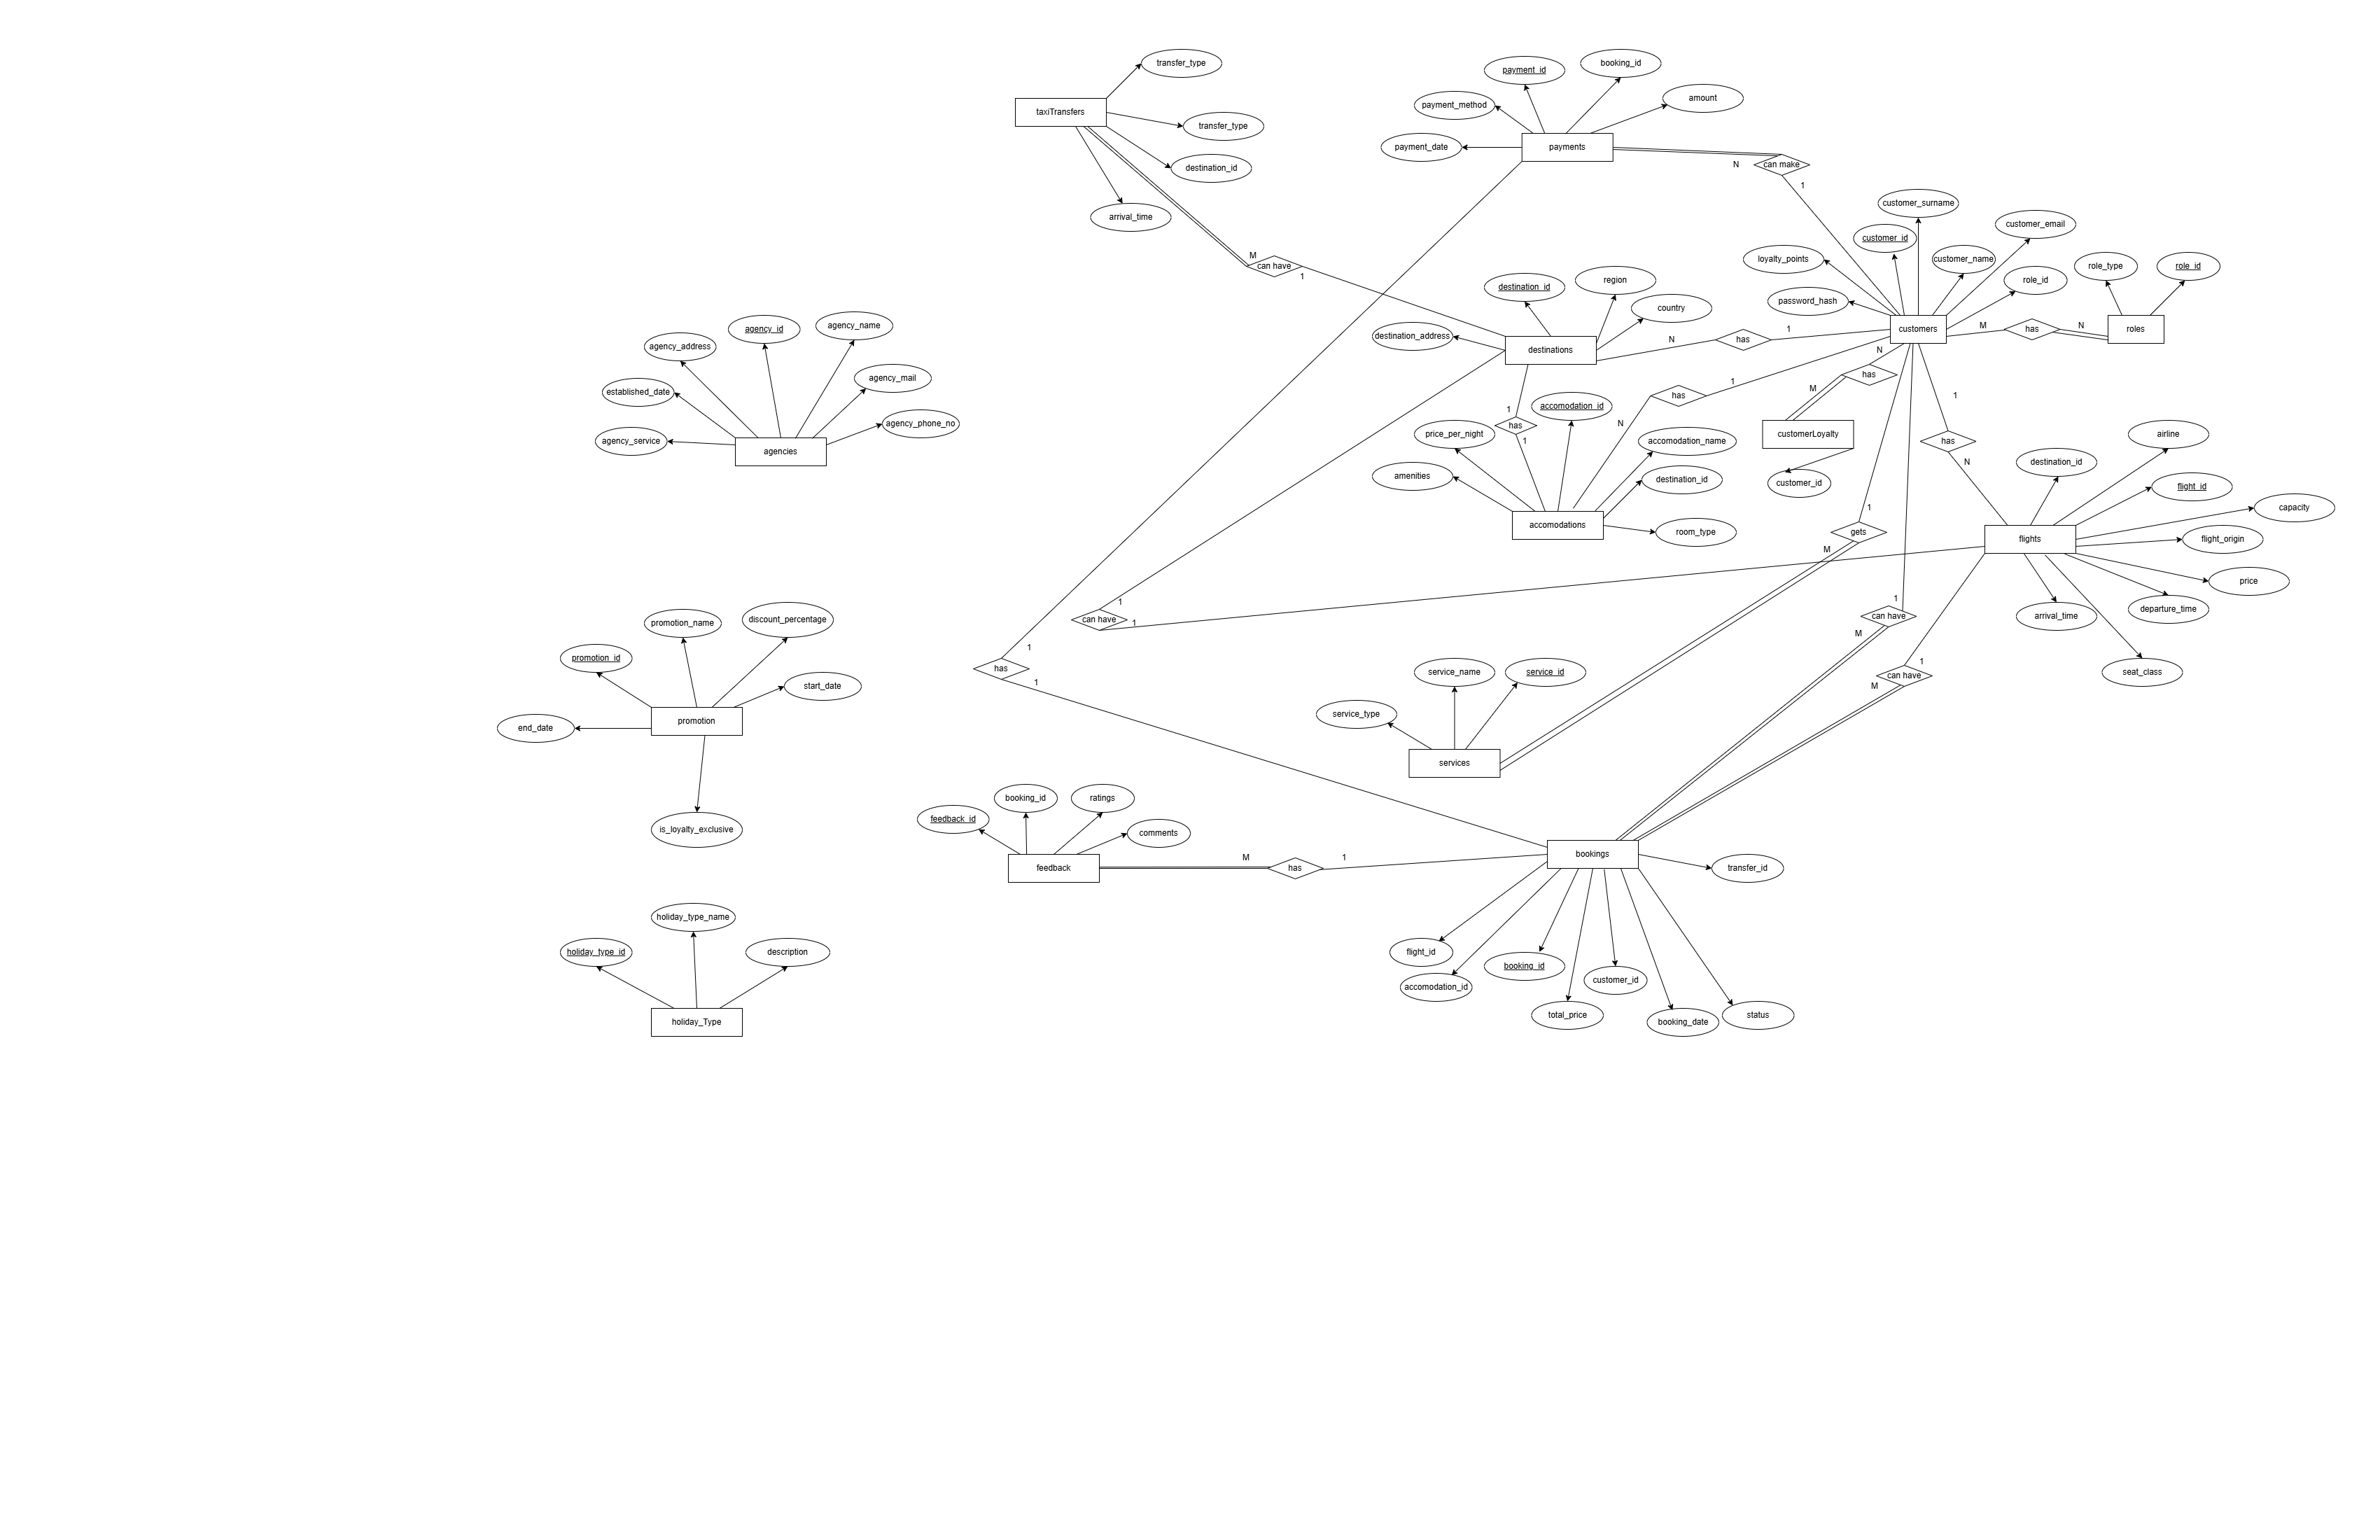 transfer_type
taxiTransfers
transfer_type
destination_id
arrival_time
M
can have
1
payment_id
booking_id
payment_method
amount
payment_date
payments
N
can make
1
customer_surname
customer_id
customer_email
loyalty_points
customer_name
password_hash
role_id
customers
role_type
role_id
M
has
N
roles
destination_id
region
country
destination_address
destinations
N
has
1
1
has
N
1
has
1
N
has
M
customerLoyalty
customer_id
1
has
N
accomodation_id
price_per_night
accomodation_name
amenities
destination_id
accomodations
room_type
airline
destination_id
flight_id
capacity
flights
flight_origin
price
departure_time
arrival_time
seat_class
1
gets
M
1
can have
M
1
can have
M
1
can have
1
1
has
1
agency_id
agency_name
agency_address
agency_mail
established_date
agency_phone_no
agency_service
agencies
promotion_name
discount_percentage
promotion_id
start_date
end_date
promotion
is_loyalty_exclusive
service_name
service_id
service_type
services
booking_id
ratings
feedback_id
comments
feedback
M
has
1
bookings
transfer_id
flight_id
accomodation_id
booking_id
customer_id
total_price
booking_date
status
holiday_type_name
holiday_type_id
description
holiday_Type